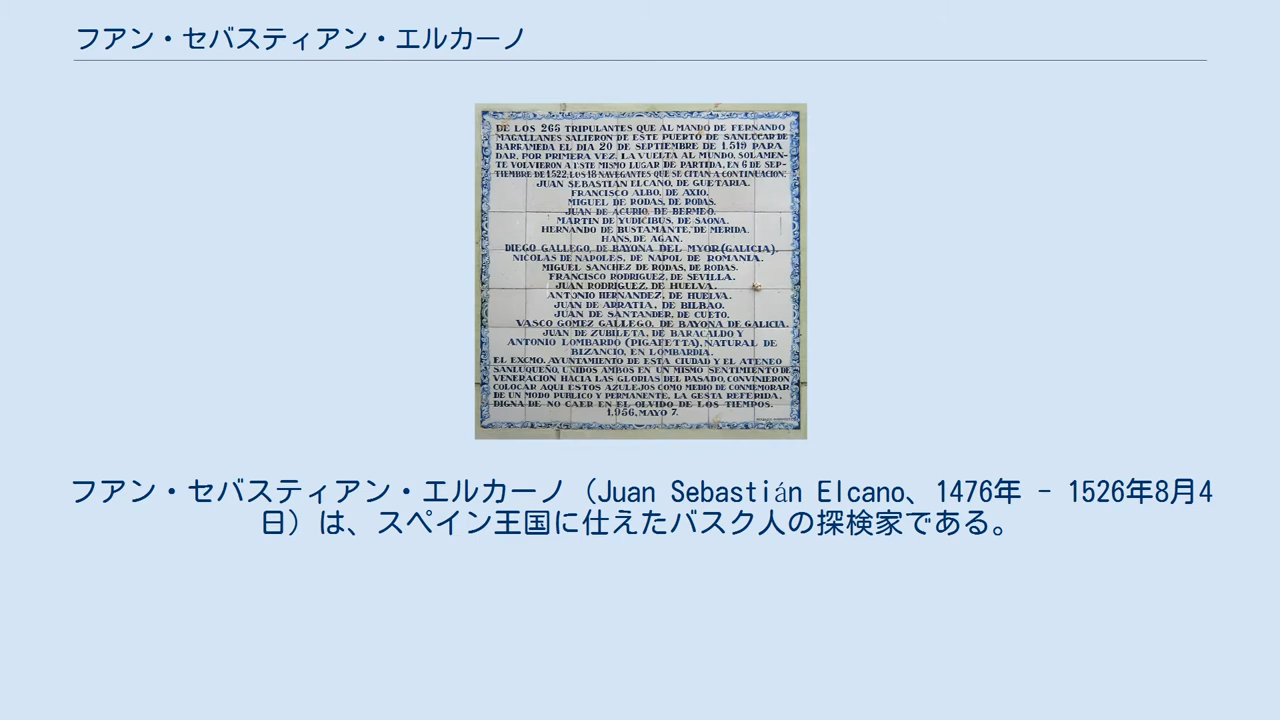 フアン・セバスティアン・エルカーノ
DE LOS 265 TRIPULANTES QUE AL MANDO DE FERNANDO
MAGALLANES SALIERON DE ESTE PUERTO DE SANLUCAR DE
BARRAMEDA EL DIA 20 DE SEPTIEMBRE DE 1.519 PARA
DAR, POR PRIMERA VEZ, LA VUELTA AL MUNDO, SOLAMEN-
TE VOLVIERON A ESTE MISMO LUGAR DE PARTIDA, EN 6 DE SEP-
TIEMBRE DE 1.522, LOS 18 NAVEGANTES QUE SE CITAN A CONTINUACION:
JUAN SEBASTIAN ELCANO, DE GUETARIA.
FRANCISCO ALBO, DE AXIO.
MIGUEL DE RODAS, DE RODAS.
JUAN DE ACURIO, DE BERMEO.
MARTIN DE YUDICIBUS, DE SAONA.
HERNANDO DE BUSTAMANTE, DE MERIDA.
HANS, DE AGAN.
DIEGO GALLEGO, DE BAYONA DEL MYOR (GALICIA).
NICOLAS DE NAPOLES, DE NAPOL DE ROMANIA.
MIGUEL SANCHEZ DE RODAS, DE RODAS.
FRANCISCO RODRIGUEZ, DE SEVILLA.
JUAN RODRIGUEZ, DE HUELVA.
ANTONIO HERNANDEZ, DE HUELVA.
JUAN DE ARRATIA, DE BILBAO.
JUAN DE SANTANDER, DE CUETO.
VASCO GOMEZ GALLEGO, DE BAYONA DE GALICIA.
JUAN DE ZUBILETA, DE BARACALDO Y
ANTONIO LOMBARDO (PIGAFETTA), NATURAL DE
BIZANCIO, EN LOMBARDIA.
EL EXCMO. AYUNTAMIENTO DE ESTA CIUDAD Y EL ATENEO
SANLUQUEÑO, UNIDOS AMBOS EN UN MISMO SENTIMIENTO DE
VENERACION HACIA LAS GLORIAS DEL PASADO, CONVINIERON
COLOCAR AQUI ESTOS AZULEJOS COMO MEDIO DE CONMEMORAR
DE UN MODO PUBLICO Y PERMANENTE, LA GESTA REFERIDA,
DIGNA DE NO CAER EN EL OLVIDO DE LOS TIEMPOS.
1.956, MAYO 7.
フアン・セバスティアン・エルカーノ（Juan Sebastián Elcano、1476年 - 1526年8月4
日）は、スペイン王国に仕えたバスク人の探検家である。